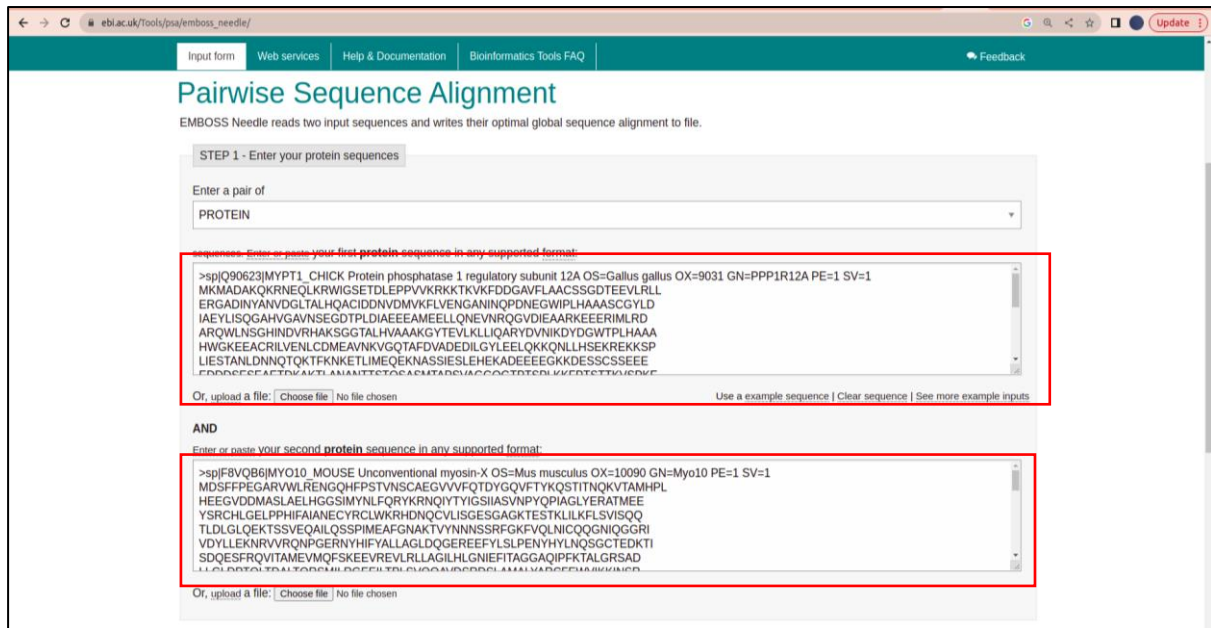 ebi.ac.uk/Tools/psa/emboss_needle/
Update
Input form Web services Help & Documentation Bioinformatics Tools FAQ Feedback
Pairwise Sequence Alignment
EMBOSS Needle reads two input sequences and writes their optimal global sequence alignment to file.
STEP 1 - Enter your protein sequences
Enter a pair of
PROTEIN
sequences. Enter or paste your first protein sequence in any supported format:
>sp|Q90623|MYPT1_CHICK Protein phosphatase 1 regulatory subunit 12A OS=Gallus gallus OX=9031 GN=PPP1R12A PE=1 SV=1
MKMADAKQKRNEQLKRWIGSETDLEPPVVKRKKTKVKFDDGAVFLAACSSGDTEEVLRLL
ERGADINYANVDGLTALHQACIDDNVDMVKFLVENGANINQPDNEGWIPLHAAASCGYLD
IAEYLISQGAHVGAVNSEGDTPLDIAEEEAMEELLQNEVNRQGVDIEAARKEEERIMLRD
ARQWLNSGHINDVRHAKSGGTALHVAAAKGYTEVLKLLIQARYDVNIKDYDGWTPLHAAA
HWGKEEACRILVENLCDMEAVNKVGQTAFDVADEDILGYLEELQKKQNLLHSEKREKKSP
LIESTANLDNNQTQKTFKNKETLIMEQEKNASSIESLEHEKADEEEEGKKDESSCSSEEE
Or, upload a file: Choose file No file chosen Use a example sequence | Clear sequence | See more example inputs
AND
Enter or paste your second protein sequence in any supported format:
>sp|F8VQB6|MYO10_MOUSE Unconventional myosin-X OS=Mus musculus OX=10090 GN=Myo10 PE=1 SV=1
MDSFFPEGARVWLRENGQHFPSTVNSCAEGVVVFQTDYGQVFTYKQSTITNQKVTAMHPL
HEEGVDDMASLAELHGGSIMYNLFQRYKRNQIYTYIGSIIASVNPYQPIAGLYERATMEE
YSRCHLGELPPHIFAIANECYRCLWKRHDNQCVLISGESGAGKTESTKLILKFLSVISQQ
TLDLGLQEKTSSVEQAILQSSPIMEAFGNAKTVYNNNSSRFGKFVQLNICQQGNIQGGRI
VDYLLEKNRVVRQNPGERNYHIFYALLAGLDQGEREEFYLSLPENYHYLNQSGCTEDKTI
SDQESFRQVITAMEVMQFSKEEVREVLRLLAGILHLGNIEFITAGGAQIPFKTALGRSAD
Or, upload a file: Choose file No file chosen